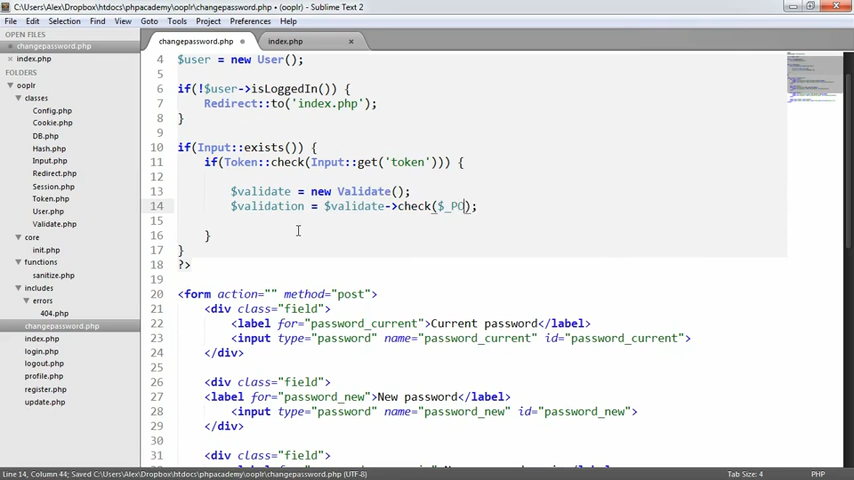 C:\Users\Alex\Dropbox\htdocs\phpacademy\ooplr\changepassword.php (ooplr) - Sublime Text 2
File Edit Selection Find View Goto Tools Project Preferences Help
OPEN FILES
changepassword.php
index.php
FOLDERS
ooplr
classes
Config.php
Cookie.php
DB.php
Hash.php
Input.php
Redirect.php
Session.php
Token.php
User.php
Validate.php
core
init.php
functions
sanitize.php
includes
errors
404.php
changepassword.php
index.php
login.php
logout.php
profile.php
register.php
update.php
changepassword.php index.php
4 $user = new User();
5
6 if(!$user->isLoggedIn()) {
7 Redirect::to('index.php');
8 }
9
10 if(Input::exists()) {
11 if(Token::check(Input::get('token'))) {
12
13 $validate = new Validate();
14 $validation = $validate->check($_PO);
15
16 }
17 }
18 ?>
19
20 <form action="" method="post">
21 <div class="field">
22 <label for="password_current">Current password</label>
23 <input type="password" name="password_current" id="password_current">
24 </div>
25
26 <div class="field">
27 <label for="password_new">New password</label>
28 <input type="password" name="password_new" id="password_new">
29 </div>
30
31 <div class="field">
Line 14, Column 44; Saved C:\Users\Alex\Dropbox\htdocs\phpacademy\ooplr\changepassword.php (UTF-8)
Tab Size: 4
PHP